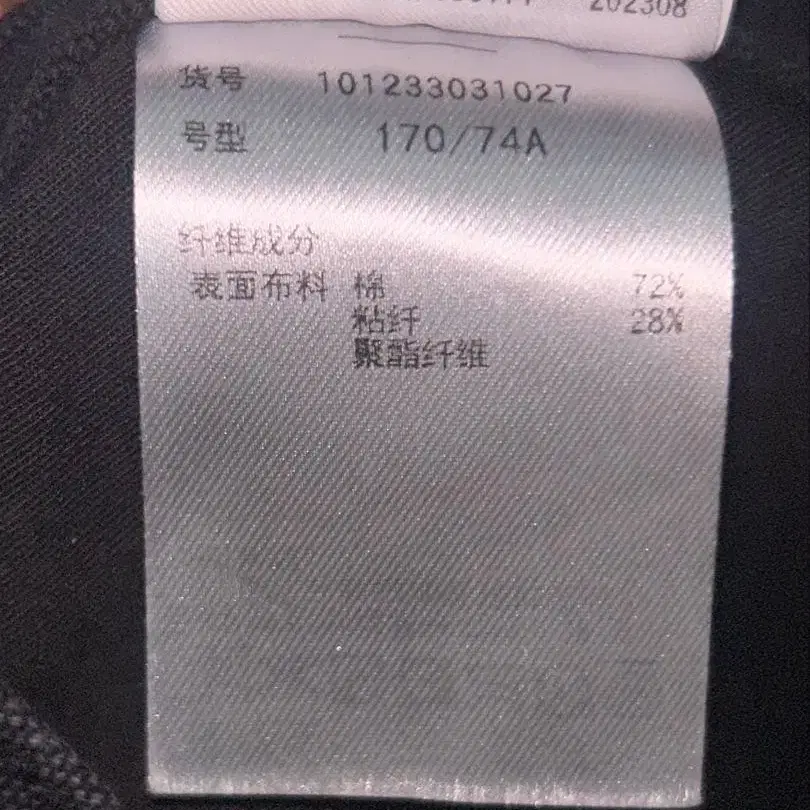 202308
货号 101233031027
号型 170/74A
纤维成分
表面布料 棉 72%
粘纤 28%
聚酯纤维